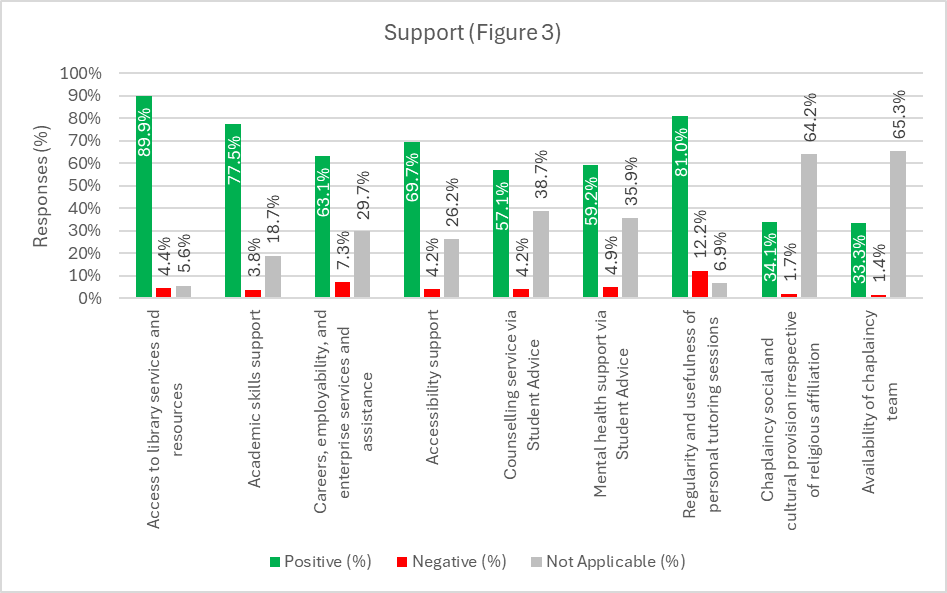 Support (Figure 3)
Responses (%)
100%
90%
80%
70%
60%
50%
40%
30%
20%
10%
0%
89.9%
4.4%
5.6%
77.5%
3.8%
18.7%
63.1%
7.3%
29.7%
69.7%
4.2%
26.2%
57.1%
4.2%
38.7%
59.2%
4.9%
35.9%
81.0%
12.2%
6.9%
34.1%
1.7%
64.2%
33.3%
1.4%
65.3%
Access to library services and
resources
Academic skills support
Careers, employability, and
enterprise services and
assistance
Accessibility support
Counselling service via
Student Advice
Mental health support via
Student Advice
Regularity and usefulness of
personal tutoring sessions
Chaplaincy social and
cultural provision irrespective
of religious affiliation
Availability of chaplaincy
team
Positive (%)
Negative (%)
Not Applicable (%)